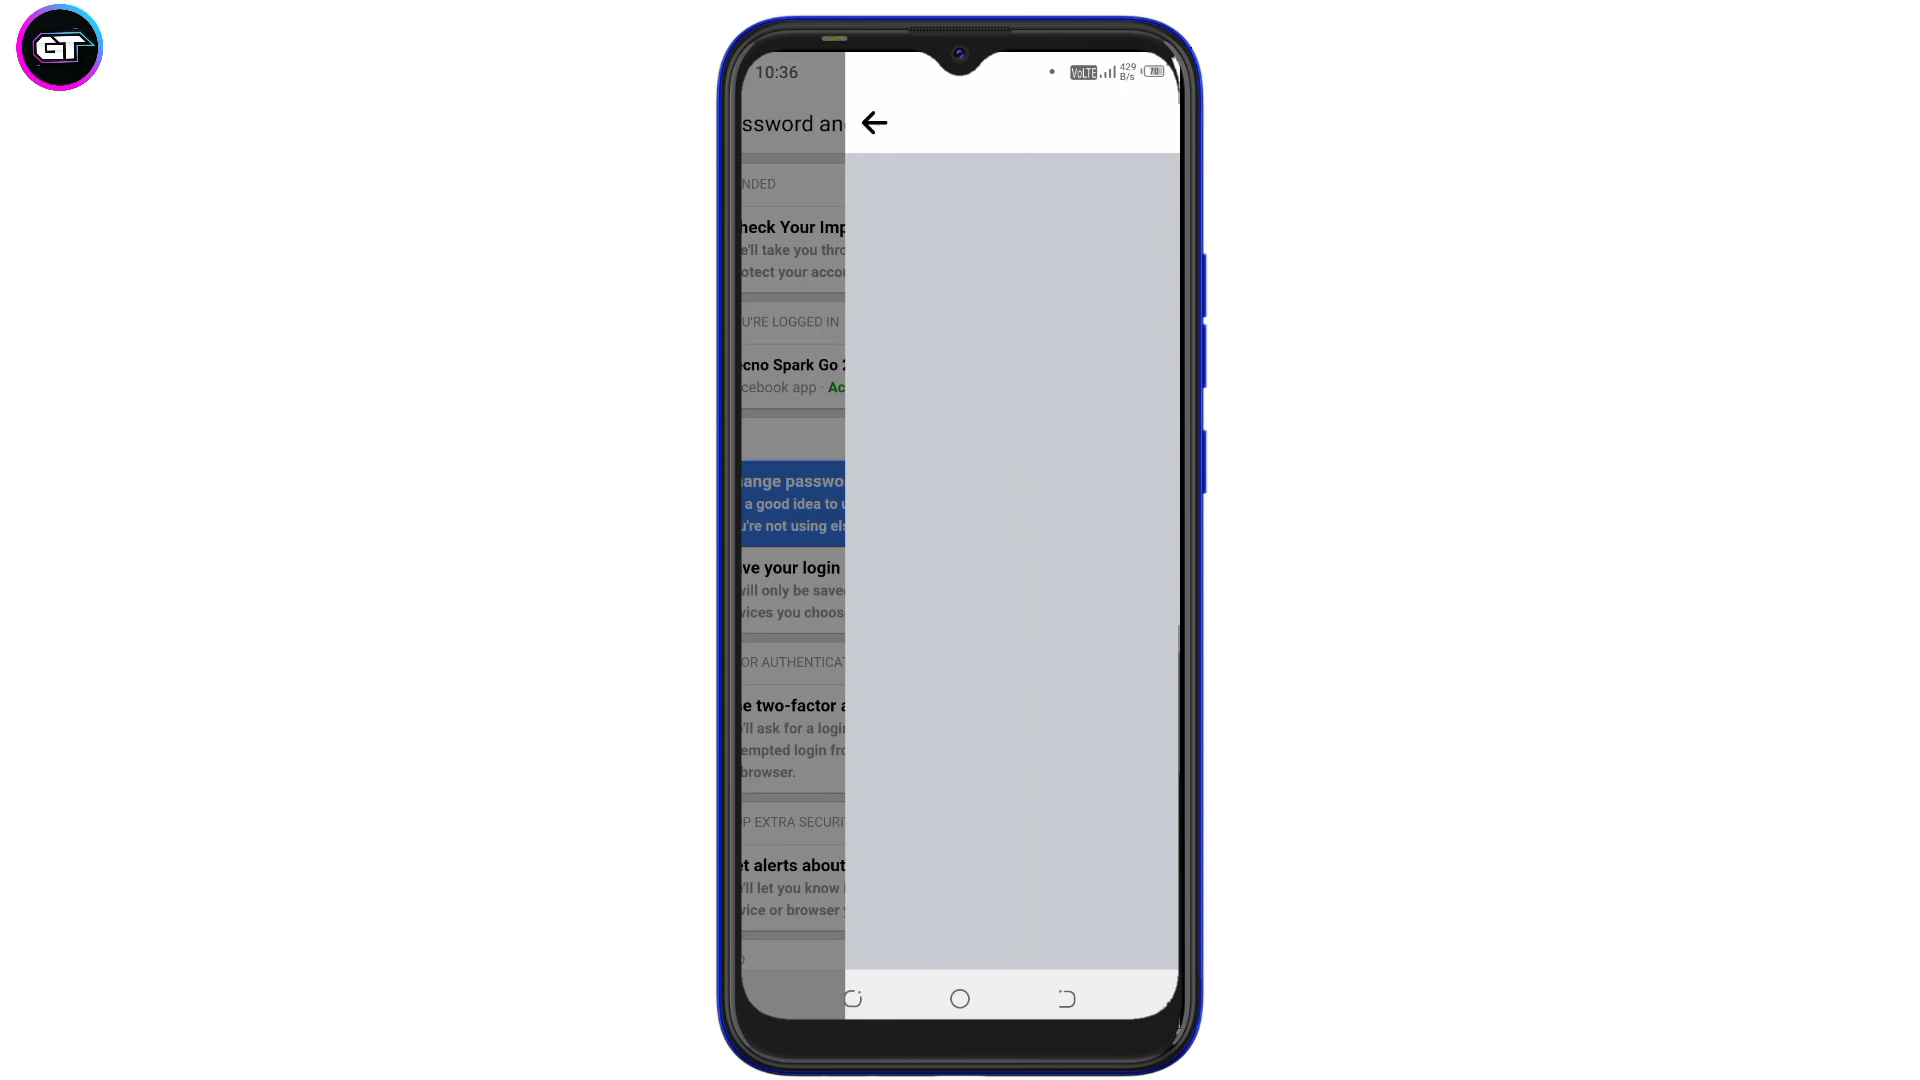 GT
10:36
VoLTE
429
B/s
70
ssword an
NDED
heck Your Imp
e'll take you thro
otect your accou
U'RE LOGGED IN
cno Spark Go
cebook app · Ac
ange passwo
a good idea to u
u're not using els
ve your login
will only be save
vices you choos
OR AUTHENTICAT
e two-factor a
'll ask for a logi
empted login fro
browser.
P EXTRA SECURI
et alerts about
'll let you know i
vice or browser y